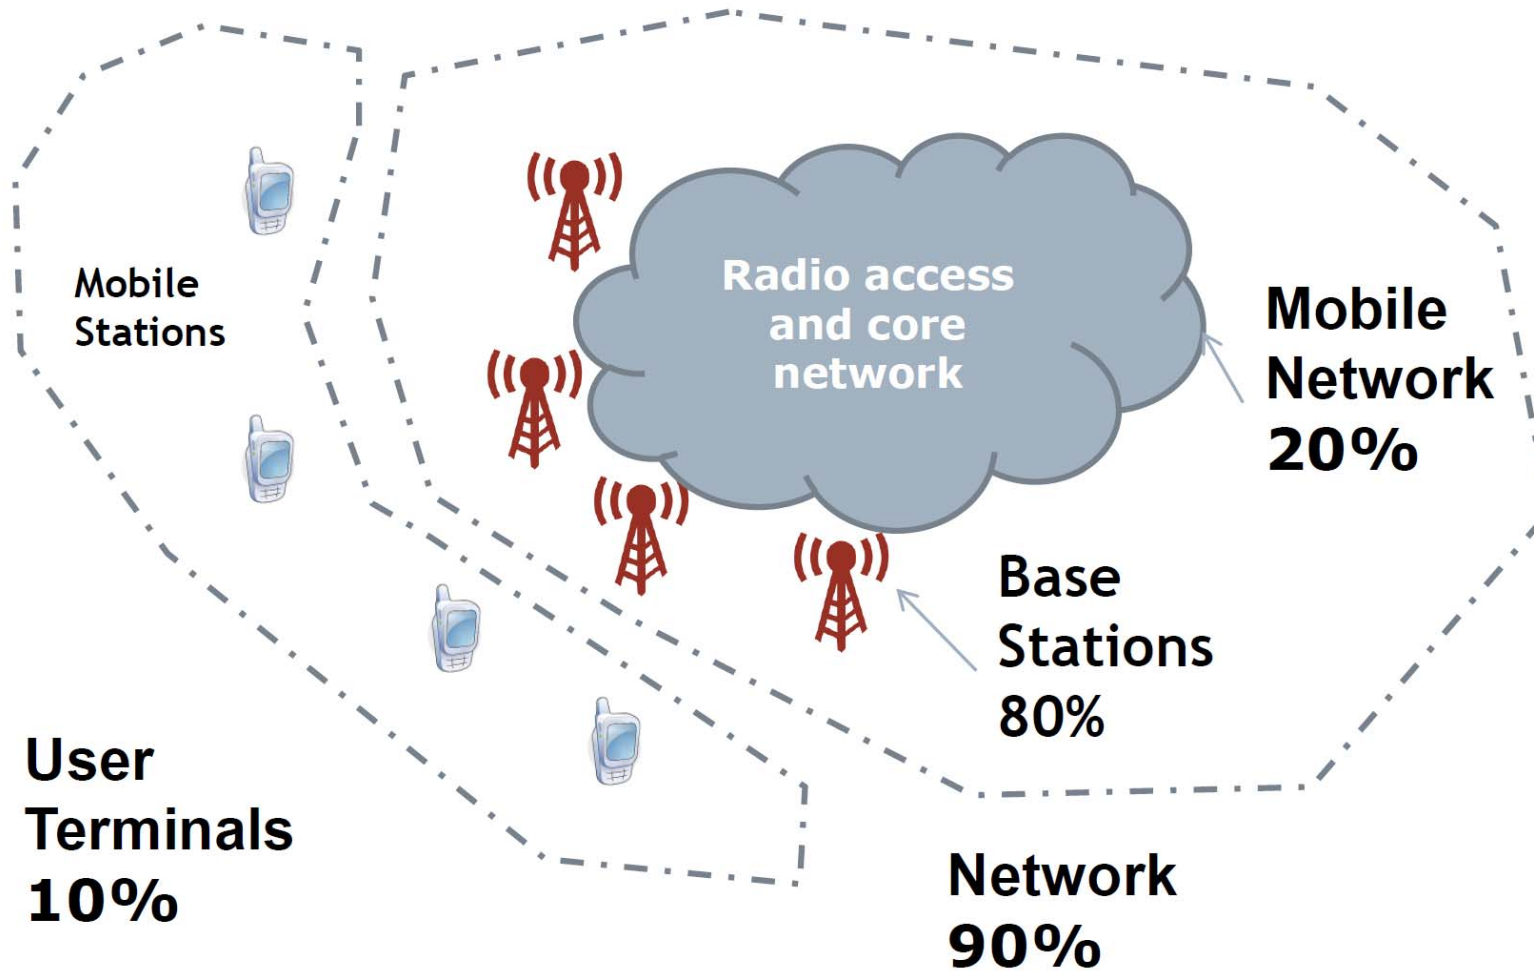 Mobile
Stations
Radio access
and core
network
Mobile
Network
20%
Base
Stations
80%
User
Terminals
10%
Network
90%